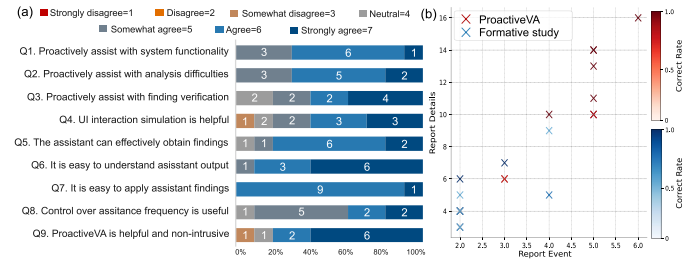 (a)
Strongly disagree=1 Disagree=2 Somewhat disagree=3 Neutral=4
Somewhat agree=5 Agree=6 Strongly agree=7
Q1. Proactively assist with system functionality 3 6 1
Q2. Proactively assist with analysis difficulties 3 5 2
Q3. Proactively assist with finding verification 2 2 2 4
Q4. UI interaction simulation is helpful 1 2 2 3 3
Q5. The assistant can effectively obtain findings 1 1 6 2
Q6. It is easy to understand asisstant output 1 3 6
Q7. It is easy to apply assistant findings 9 1
Q8. Control over assitance frequency is useful 1 5 2 2
Q9. ProactiveVA is helpful and non-intrusive 1 1 2 6
0% 20% 40% 60% 80% 100%
(b)
ProactiveVA
Formative study
Report Details
16
14
12
10
8
6
4
2.0 2.5 3.0 3.5 4.0 4.5 5.0 5.5 6.0
Report Event
1.0
0.0
Correct Rate
1.0
0
Correct Rate